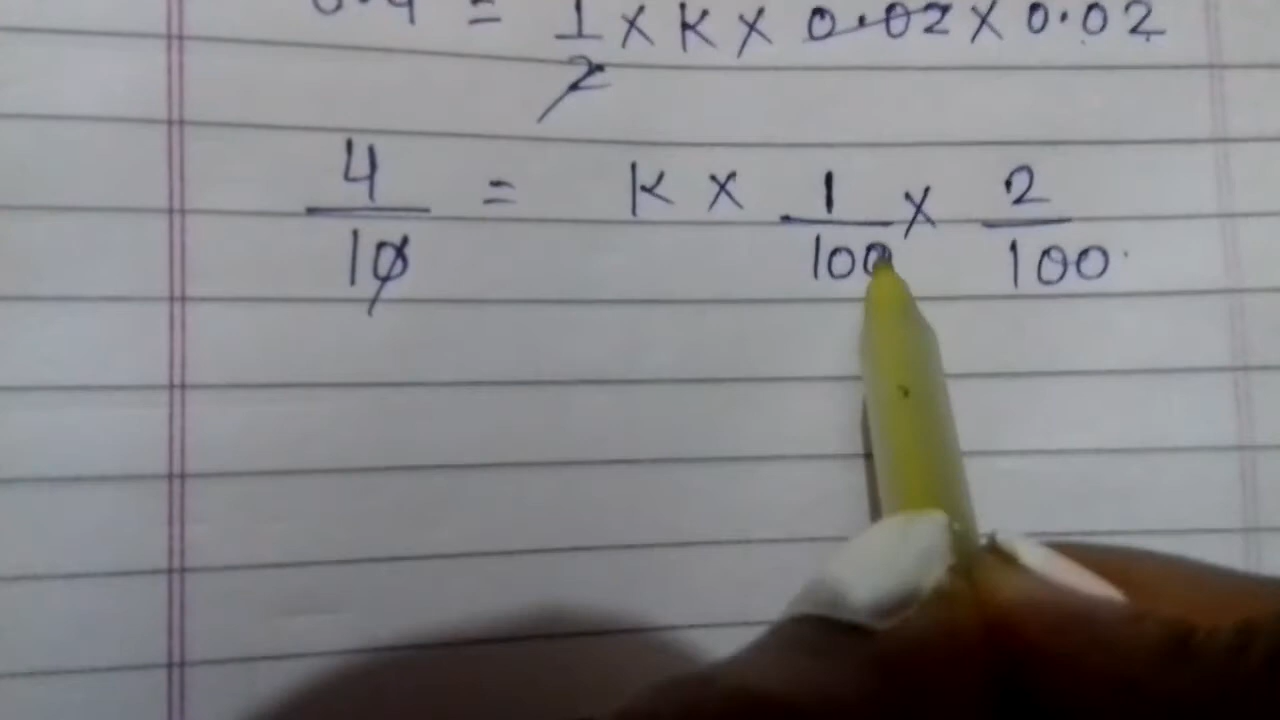 0.4 = 1/2 x K x 0.02 x 0.02
4/10 = K x 1/100 x 2/100